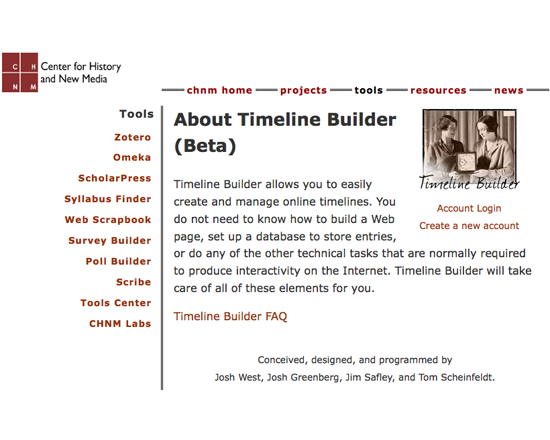 C H
N M
Center for History
and New Media
chnm home
projects
tools
resources
news
Tools
Zotero
Omeka
ScholarPress
Syllabus Finder
Web Scrapbook
Survey Builder
Poll Builder
Scribe
Tools Center
CHNM Labs
About Timeline Builder
(Beta)
Timeline Builder
Account Login
Create a new account
Timeline Builder allows you to easily
create and manage online timelines. You
do not need to know how to build a Web
page, set up a database to store entries,
or do any of the other technical tasks that are normally required
to produce interactivity on the Internet. Timeline Builder will take
care of all of these elements for you.
Timeline Builder FAQ
Conceived, designed, and programmed by
Josh West, Josh Greenberg, Jim Safley, and Tom Scheinfeldt.